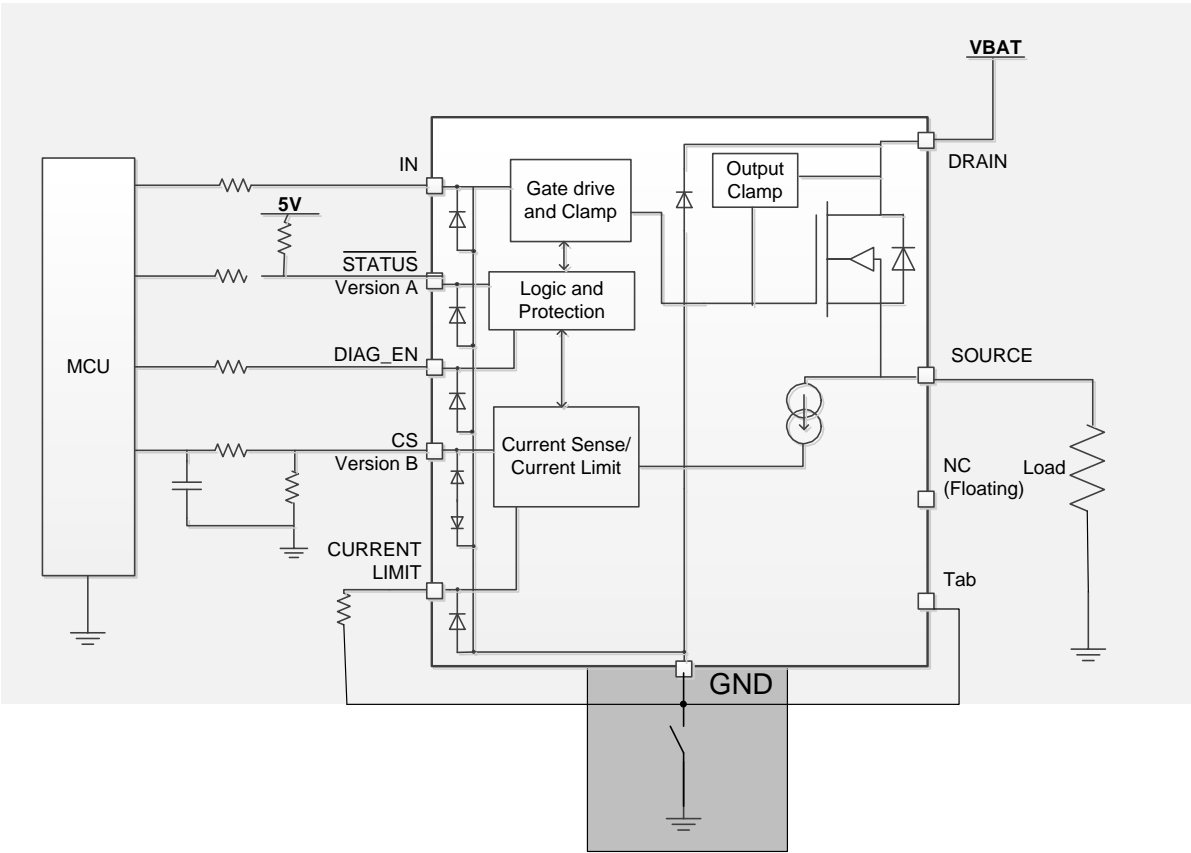 VBAT
IN
DRAIN
Output
Clamp
Gate drive
and Clamp
5V
STATUS
Version A
Logic and
Protection
MCU
DIAG_EN
SOURCE
CS
Version B
Current Sense/
Current Limit
NC
(Floating)
Load
CURRENT
LIMIT
Tab
GND